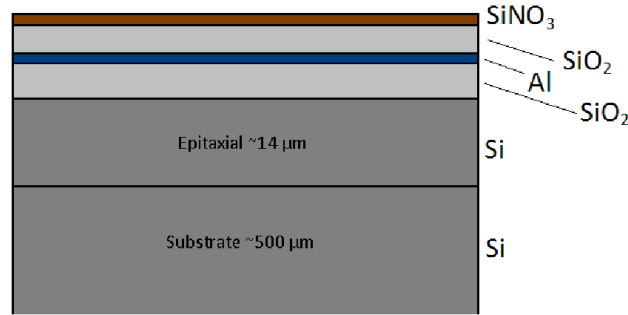 SiNO₃
SiO₂
Al
SiO₂
Epitaxial ~14 µm
Si
Substrate ~500 µm
Si